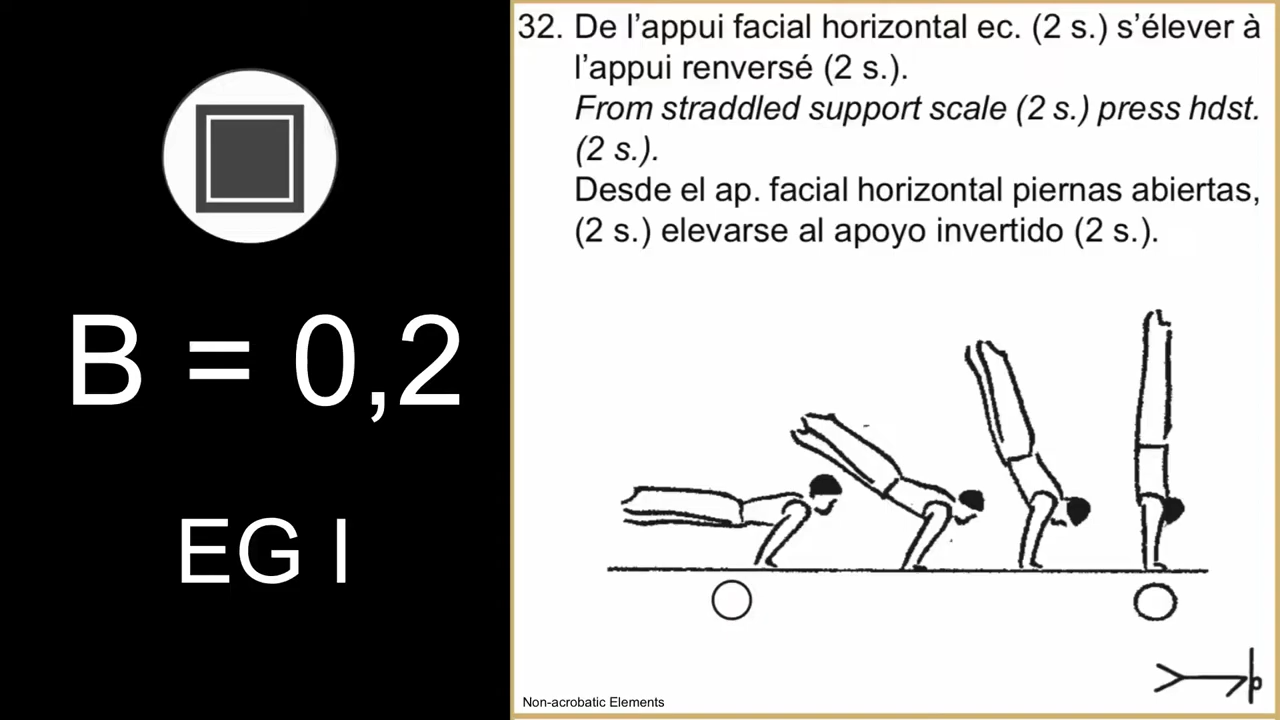 B = 0,2
EG I
32. De l’appui facial horizontal ec. (2 s.) s’élever à
l’appui renversé (2 s.).
From straddled support scale (2 s.) press hdst.
(2 s.).
Desde el ap. facial horizontal piernas abiertas,
(2 s.) elevarse al apoyo invertido (2 s.).
Non-acrobatic Elements